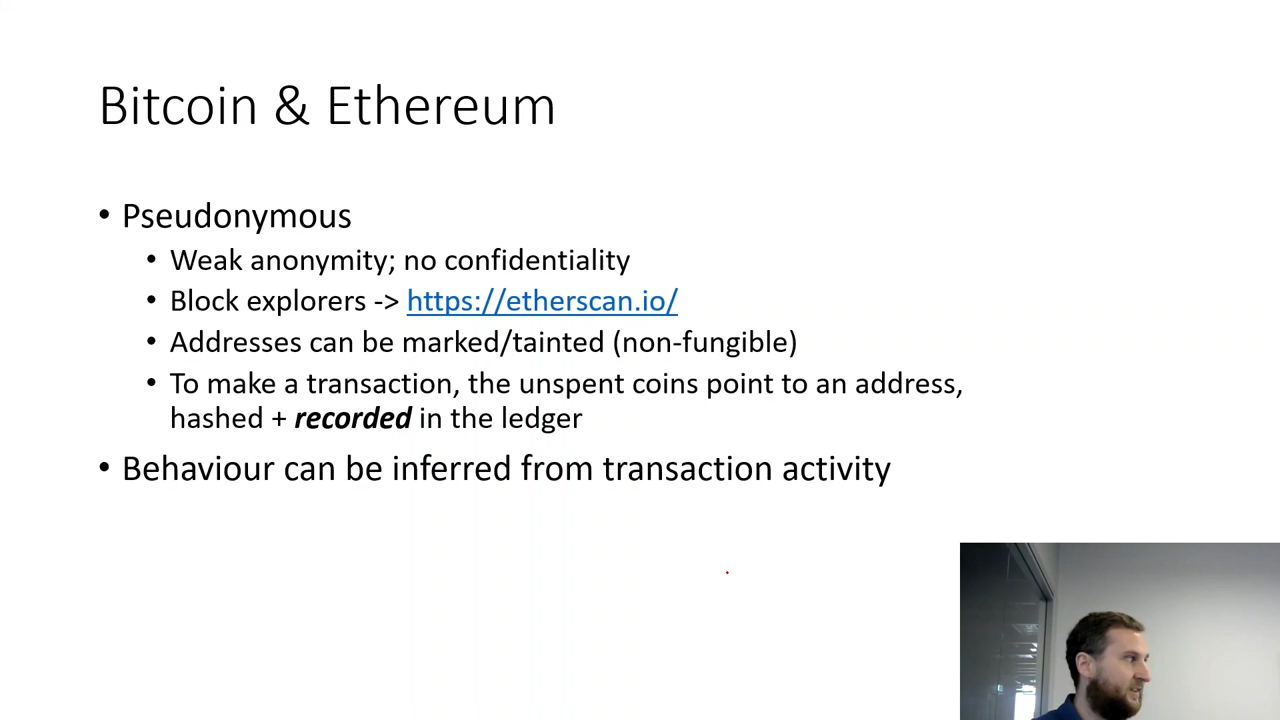 Bitcoin & Ethereum
• Pseudonymous
• Weak anonymity; no confidentiality
• Block explorers -> https://etherscan.io/
• Addresses can be marked/tainted (non-fungible)
• To make a transaction, the unspent coins point to an address,
hashed + recorded in the ledger
• Behaviour can be inferred from transaction activity